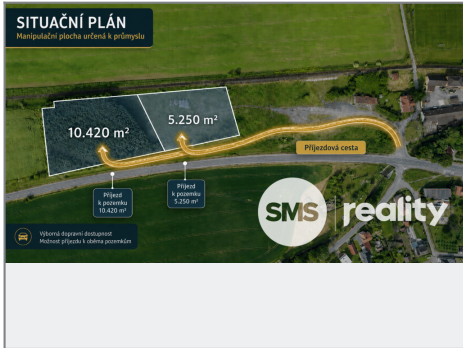 SITUAČNÍ PLÁN
Manipulační plocha určená k průmyslu
10.420 m²
5.250 m²
Příjezdová cesta
Příjezd
k pozemku
10.420 m²
Příjezd
k pozemku
5.250 m²
SMS reality
Výborná dopravní dostupnost
Možnost příjezdu k oběma pozemkům